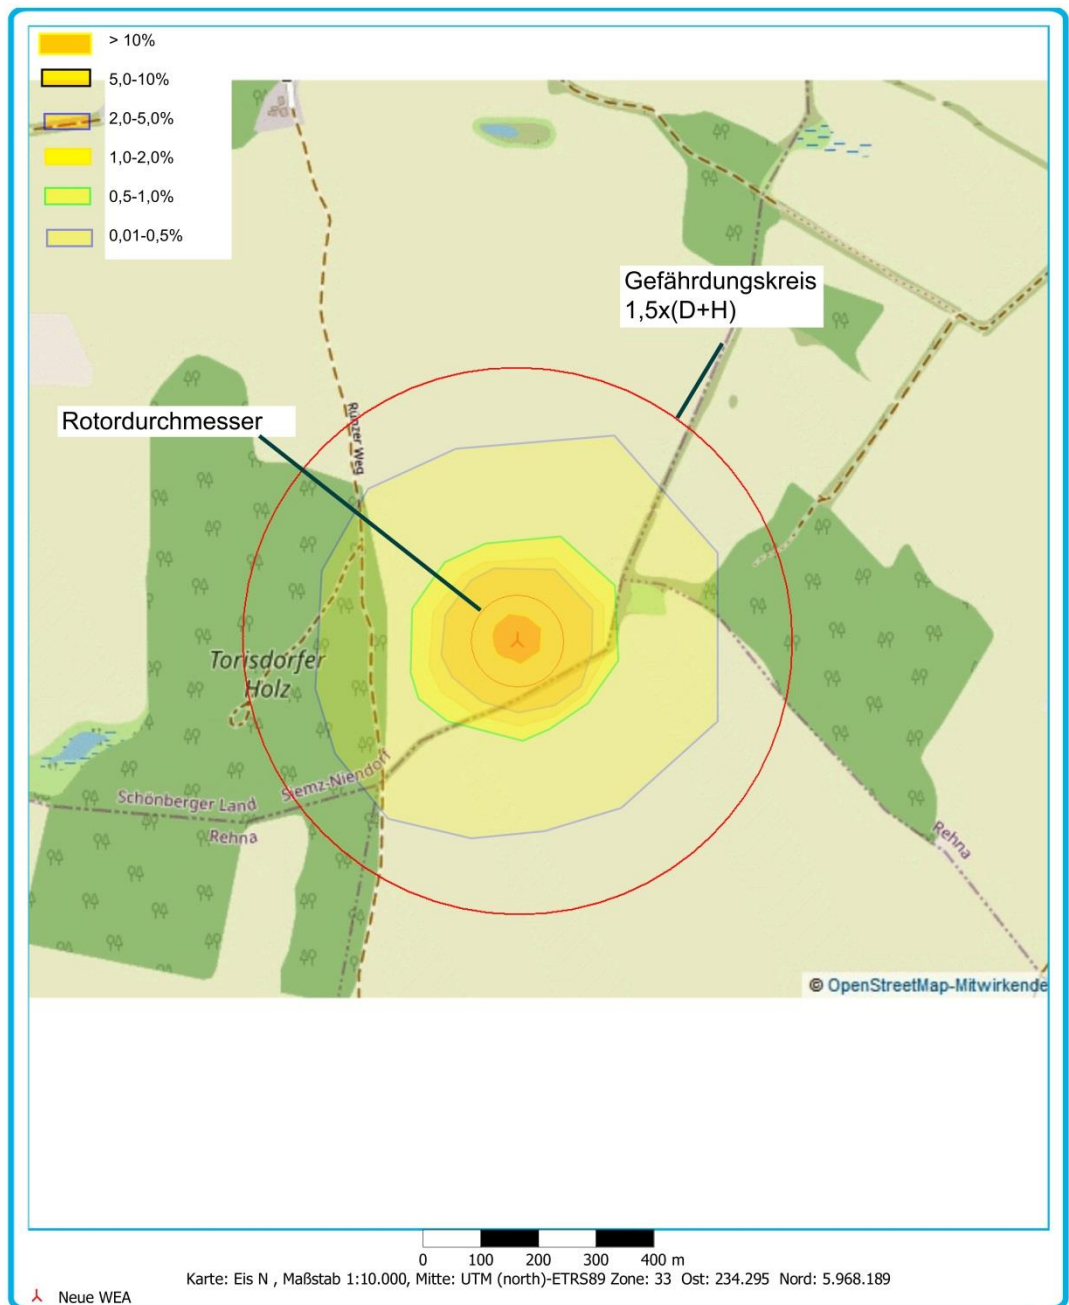 > 10%
5,0-10%
2,0-5,0%
1,0-2,0%
0,5-1,0%
0,01-0,5%
Gefährdungskreis
1,5x(D+H)
Rotordurchmesser
Runzer Weg
Torisdorfer
Holz
Siemz-Niendorf
Schönberger Land
Rehna
Rehna
© OpenStreetMap-Mitwirkende
0 100 200 300 400 m
Karte: Eis N , Maßstab 1:10.000, Mitte: UTM (north)-ETRS89 Zone: 33 Ost: 234.295 Nord: 5.968.189
Neue WEA